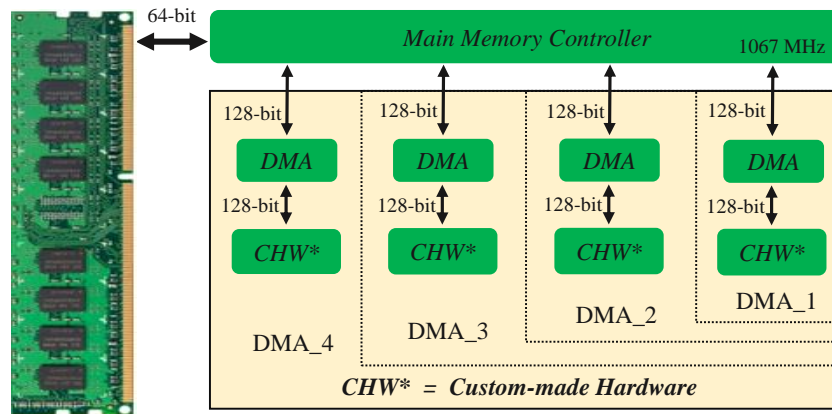 64-bit
Main Memory Controller
1067 MHz
128-bit 128-bit 128-bit 128-bit
DMA DMA DMA DMA
128-bit 128-bit 128-bit 128-bit
CHW* CHW* CHW* CHW*
DMA_4 DMA_3 DMA_2 DMA_1
CHW* = Custom-made Hardware